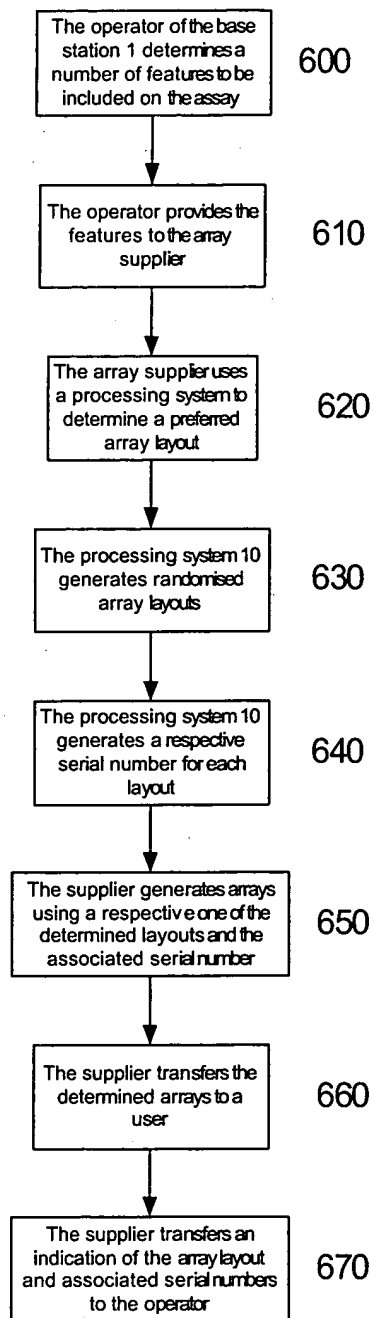 The operator of the base
station 1 determines a
number of features to be
included on the assay
600
The operator provides the
features to the array
supplier
610
The array supplier uses
a processing system to
determine a preferred
array layout
620
The processing system 10
generates randomised
array layouts
630
The processing system 10
generates a respective
serial number for each
layout
640
The supplier generates arrays
using a respective one of the
determined layouts and the
associated serial number
650
The supplier transfers the
determined arrays to a
user
660
The supplier transfers an
indication of the array layout
and associated serial numbers
to the operator
670